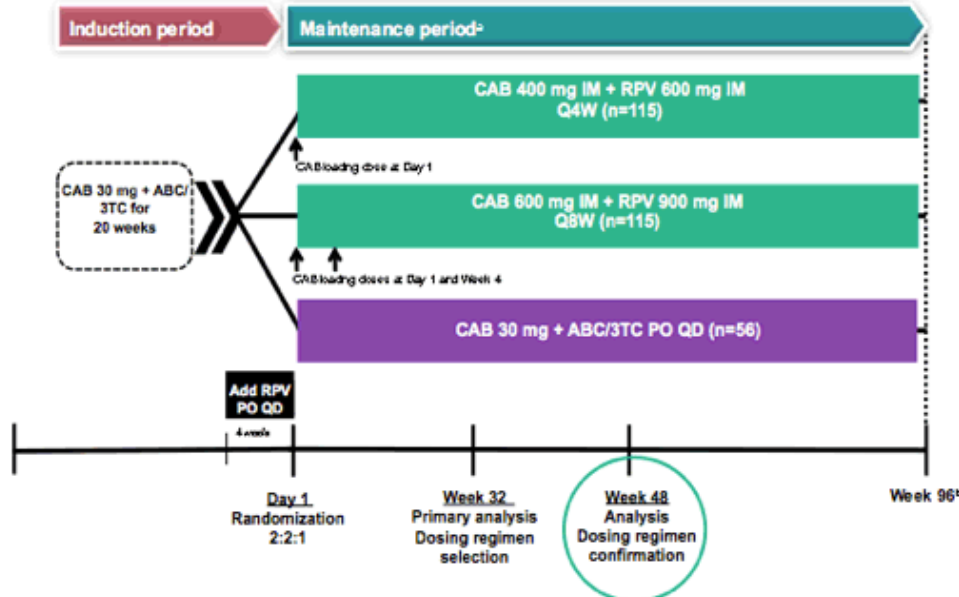 Induction period
Maintenance periodª
CAB 400 mg IM + RPV 600 mg IM
Q4W (n=115)
CAB loading dose at Day 1
CAB 30 mg + ABC/
3TC for
20 weeks
CAB 600 mg IM + RPV 900 mg IM
Q8W (n=115)
CAB loading doses at Day 1 and Week 4
CAB 30 mg + ABC/3TC PO QD (n=56)
Add RPV
PO QD
4 weeks
Day 1
Randomization
2:2:1
Week 32
Primary analysis
Dosing regimen
selection
Week 48
Analysis
Dosing regimen
confirmation
Week 96ᵇ